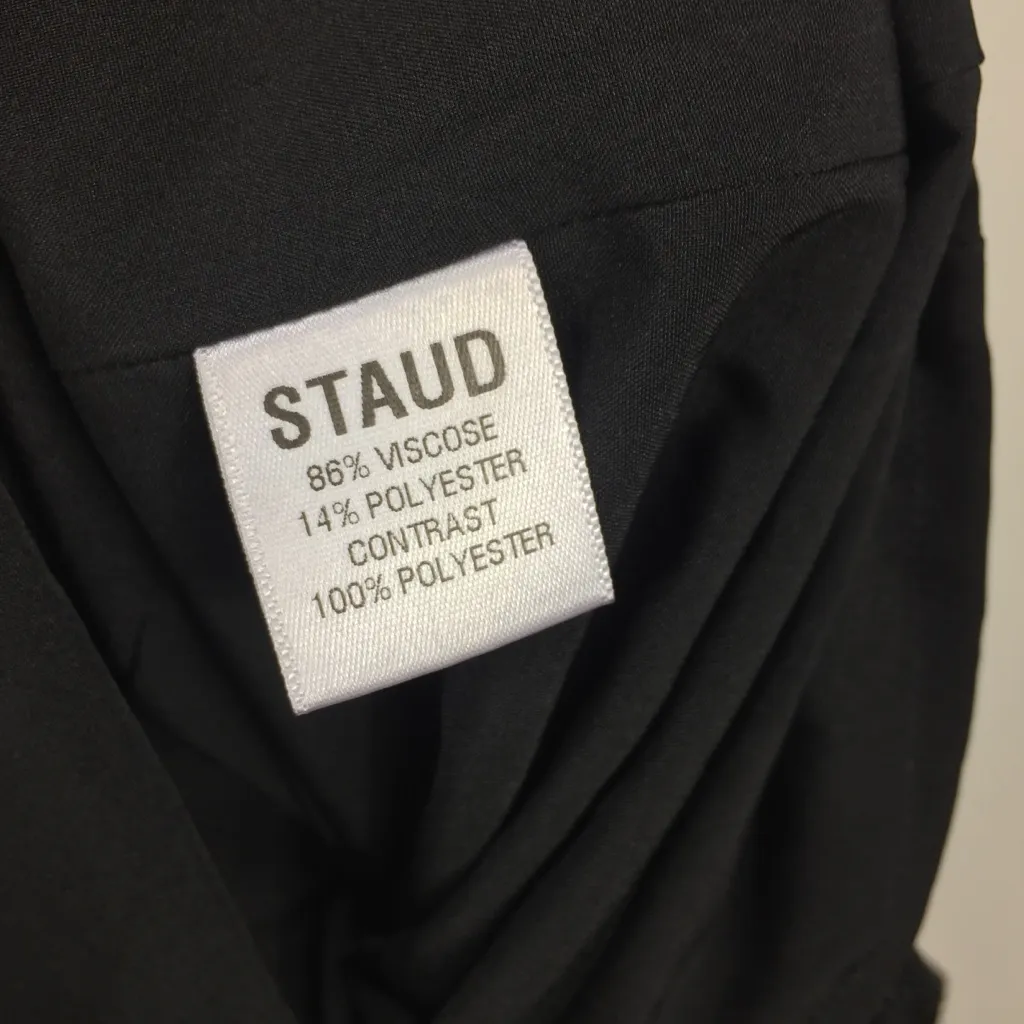 STAUD
86% VISCOSE
14% POLYESTER
CONTRAST
100% POLYESTER